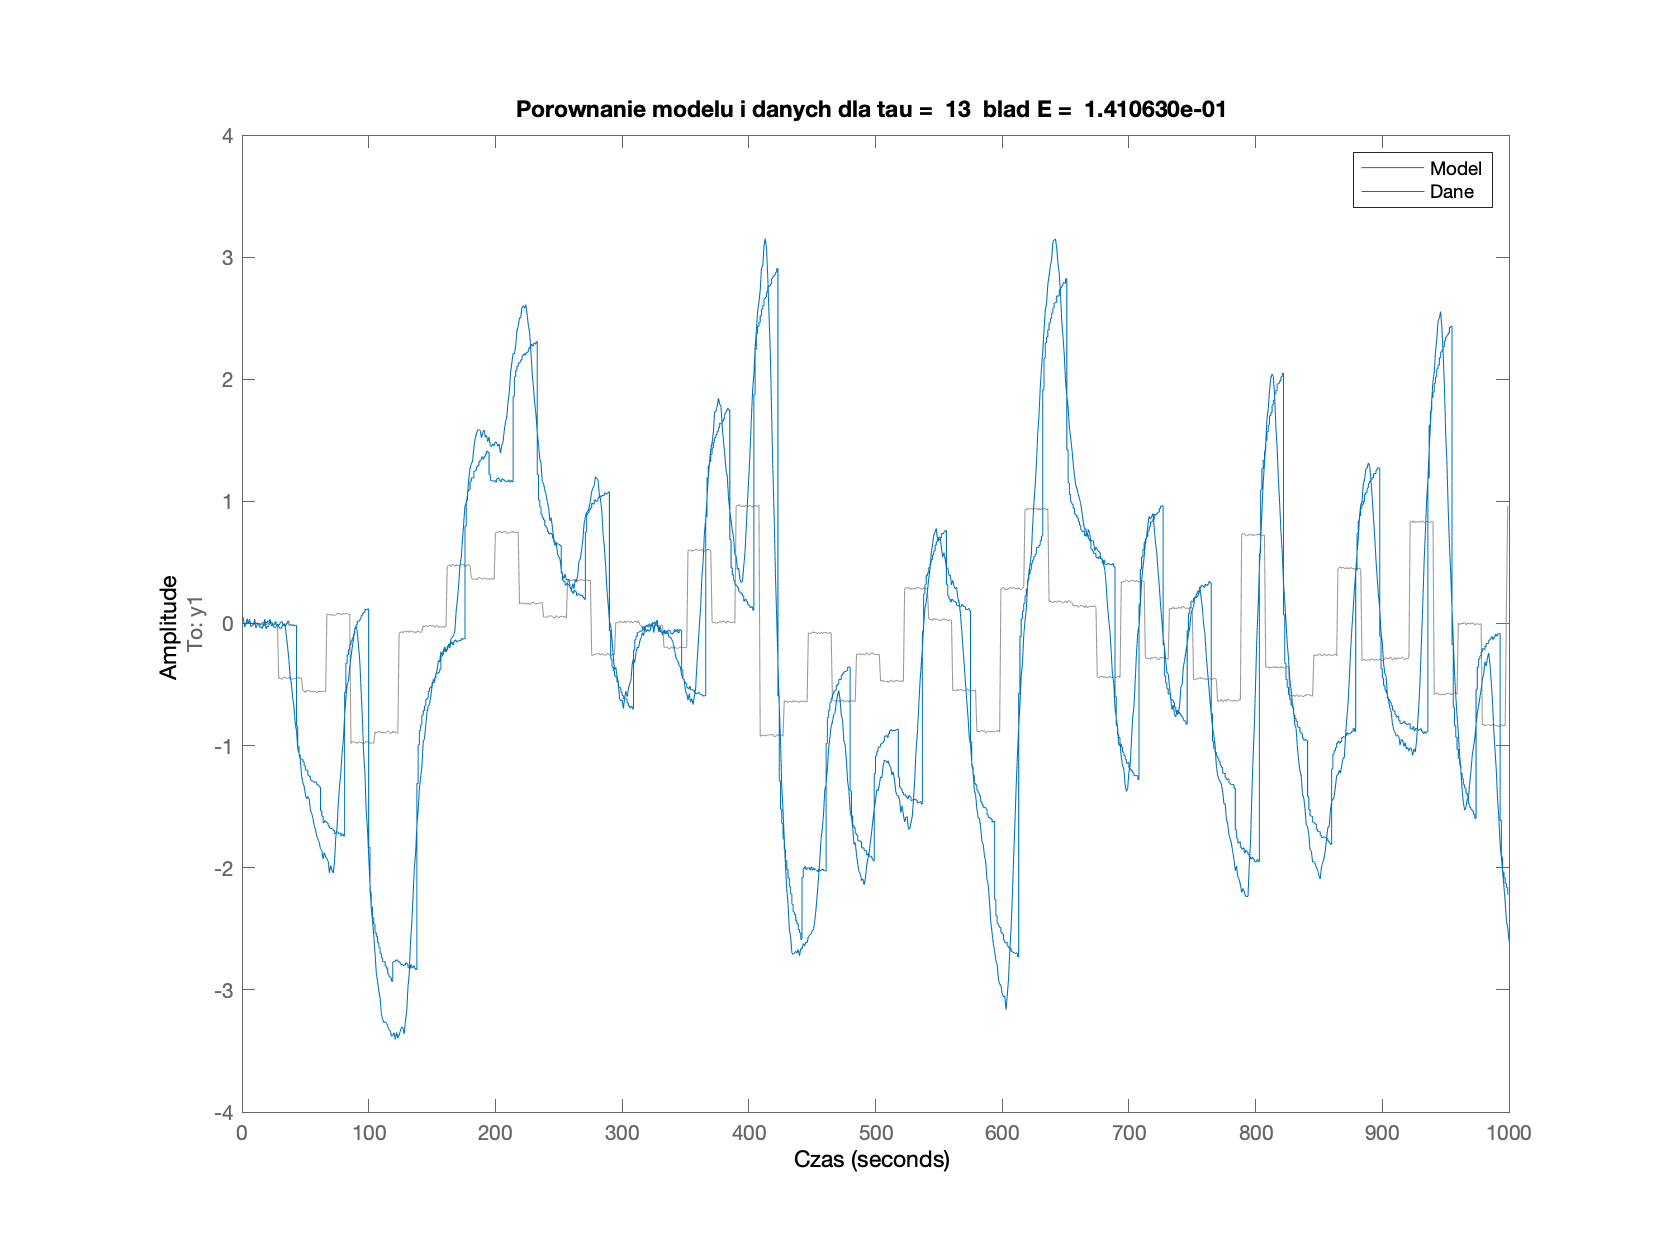 Porownanie modelu i danych dla tau =  13  blad E =  1.410630e-01
Model
Dane
Amplitude
To: y1
4
3
2
1
0
-1
-2
-3
-4
0 100 200 300 400 500 600 700 800 900 1000
Czas (seconds)